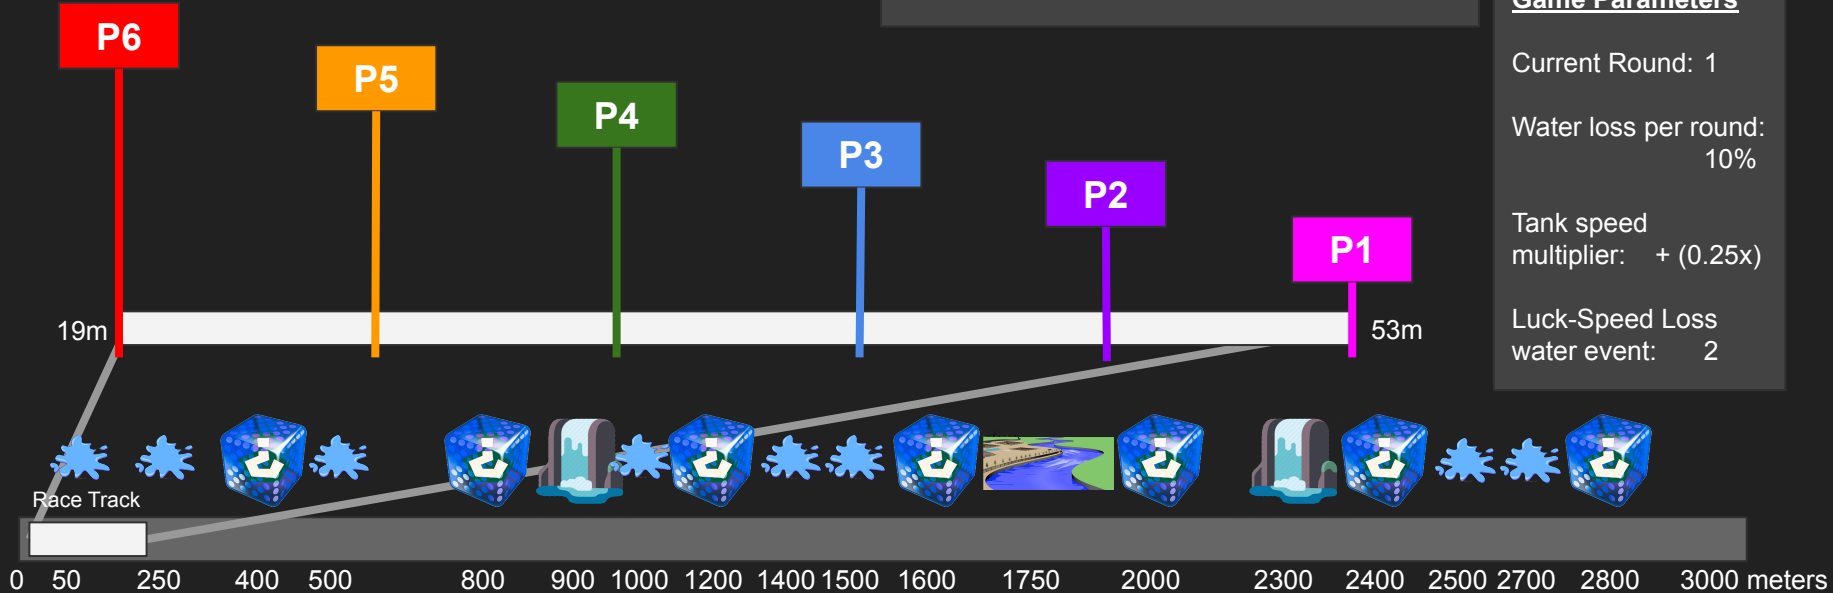 Game Parameters
P6
P5
P4
P3
P2
P1
Current Round: 1
Water loss per round:
10%
Tank speed
multiplier: + (0.25x)
Luck-Speed Loss
water event: 2
19m
53m
Race Track
0 50 250 400 500 800 900 1000 1200 1400 1500 1600 1750 2000 2300 2400 2500 2700 2800 3000 meters